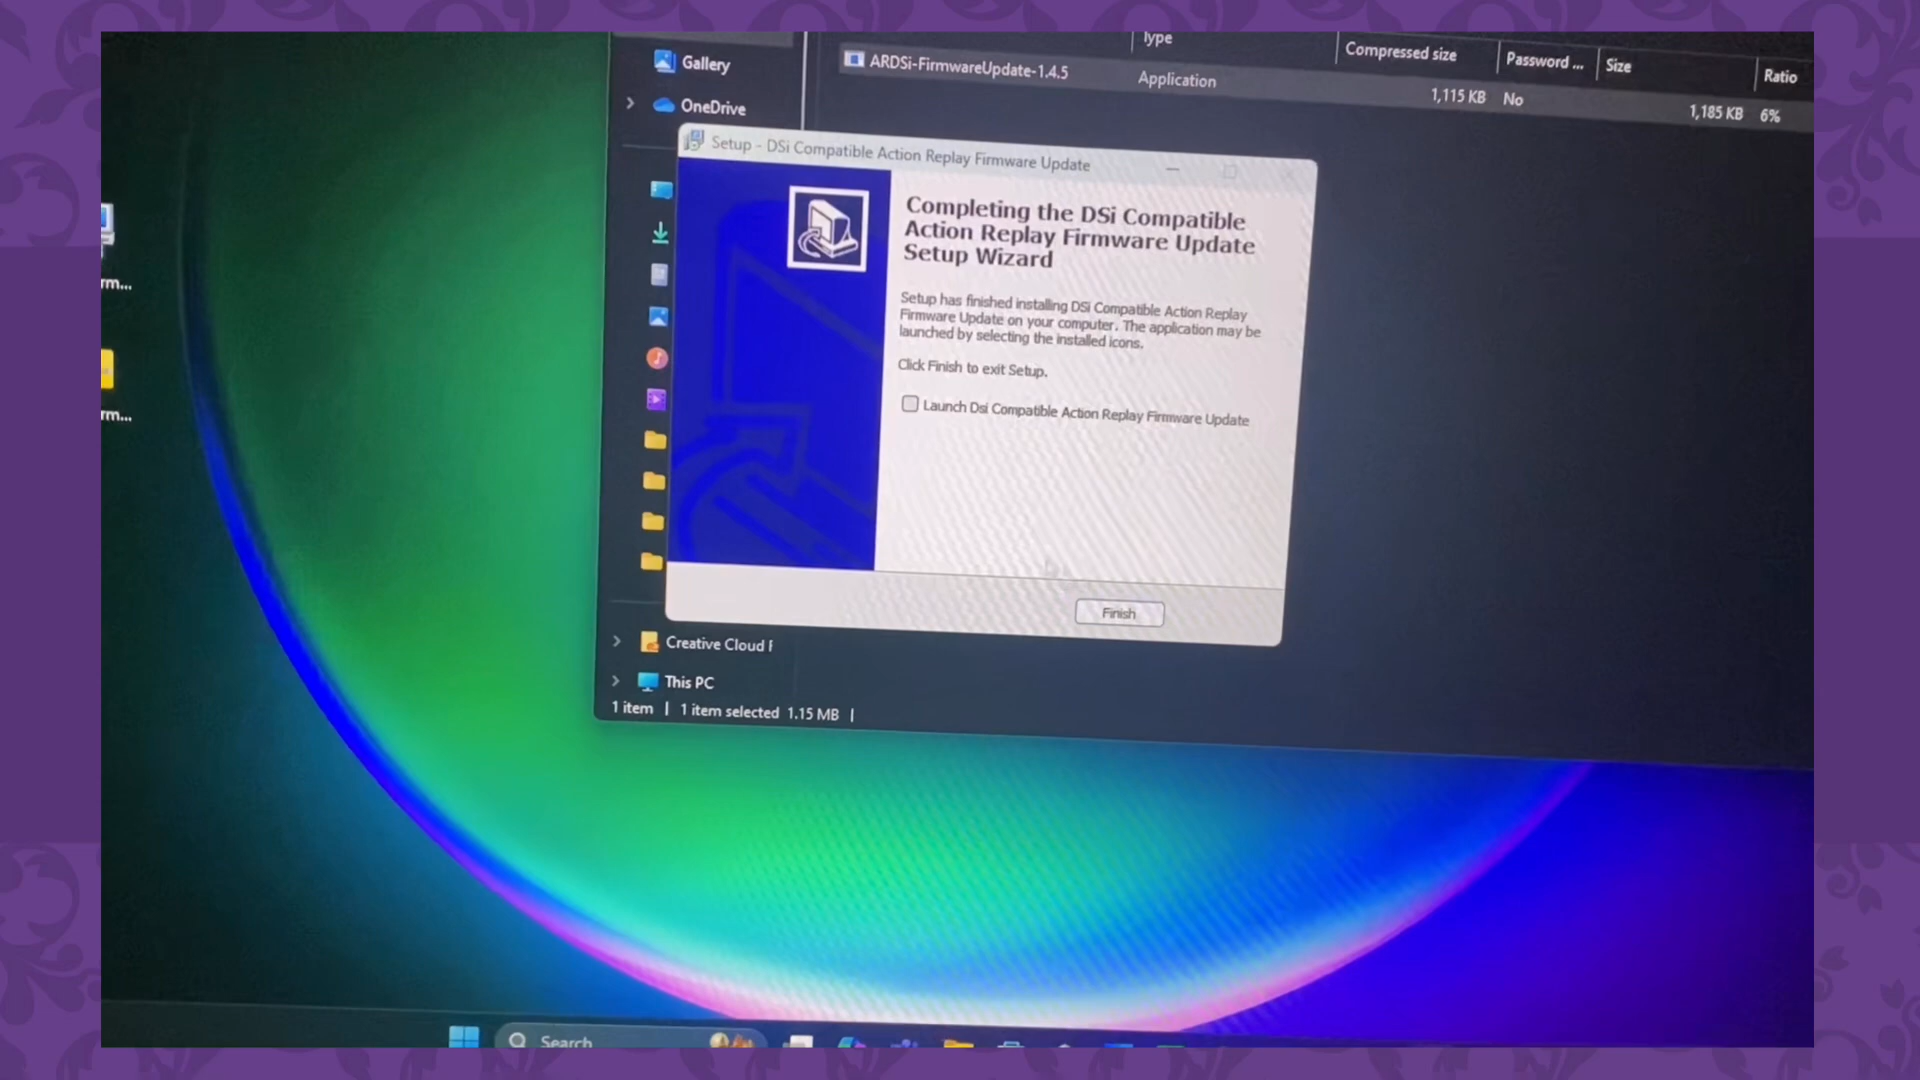 Gallery
OneDrive
Type
Compressed size
Password ...
Size
Ratio
ARDSi-FirmwareUpdate-1.4.5
Application
1,115 KB
No
1,185 KB
6%
Setup - DSi Compatible Action Replay Firmware Update
Completing the DSi Compatible
Action Replay Firmware Update
Setup Wizard
Setup has finished installing DSi Compatible Action Replay
Firmware Update on your computer. The application may be
launched by selecting the installed icons.
Click Finish to exit Setup.
Launch Dsi Compatible Action Replay Firmware Update
Finish
rm...
rm...
Creative Cloud F
This PC
1 item | 1 item selected 1.15 MB |
Search